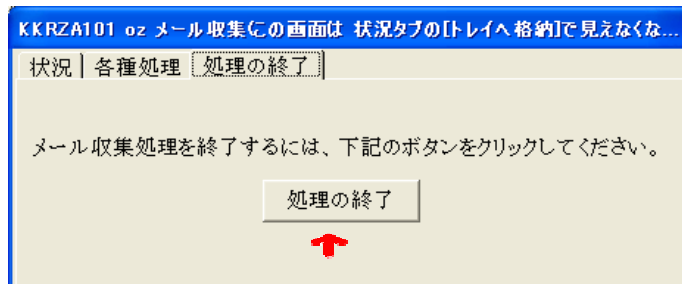 KKRZA101 oz メール収集(この画面は 状況タブの[トレイへ格納]で見えなくな...
状況 各種処理 処理の終了
メール収集処理を終了するには、下記のボタンをクリックしてください。
処理の終了